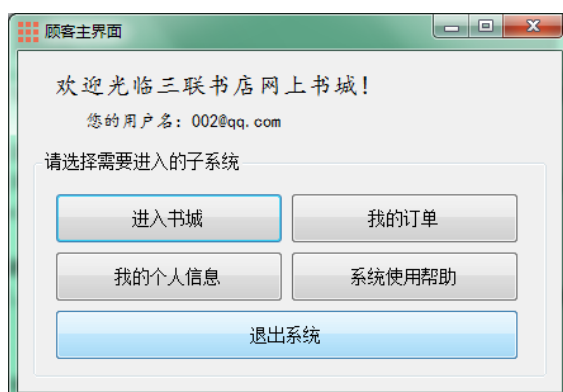 顾客主界面
欢迎光临三联书店网上书城!
您的用户名: 002@qq.com
请选择需要进入的子系统
进入书城
我的订单
我的个人信息
系统使用帮助
退出系统